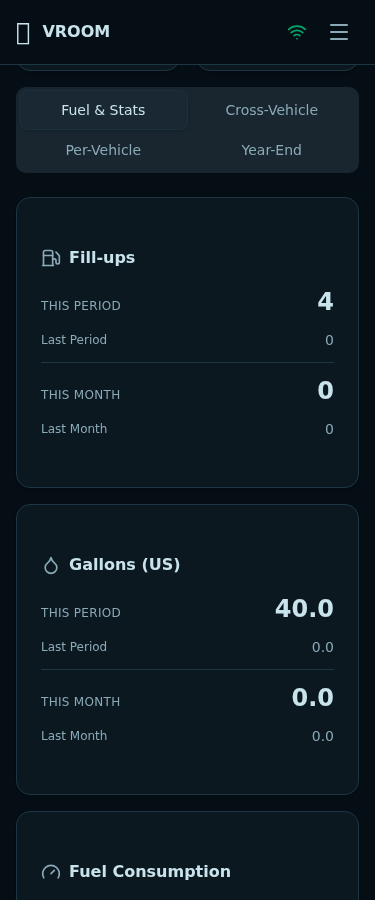 VROOM
Fuel & Stats
Cross-Vehicle
Per-Vehicle
Year-End
Fill-ups
THIS PERIOD
4
Last Period
0
THIS MONTH
0
Last Month
0
Gallons (US)
THIS PERIOD
40.0
Last Period
0.0
THIS MONTH
0.0
Last Month
0.0
Fuel Consumption